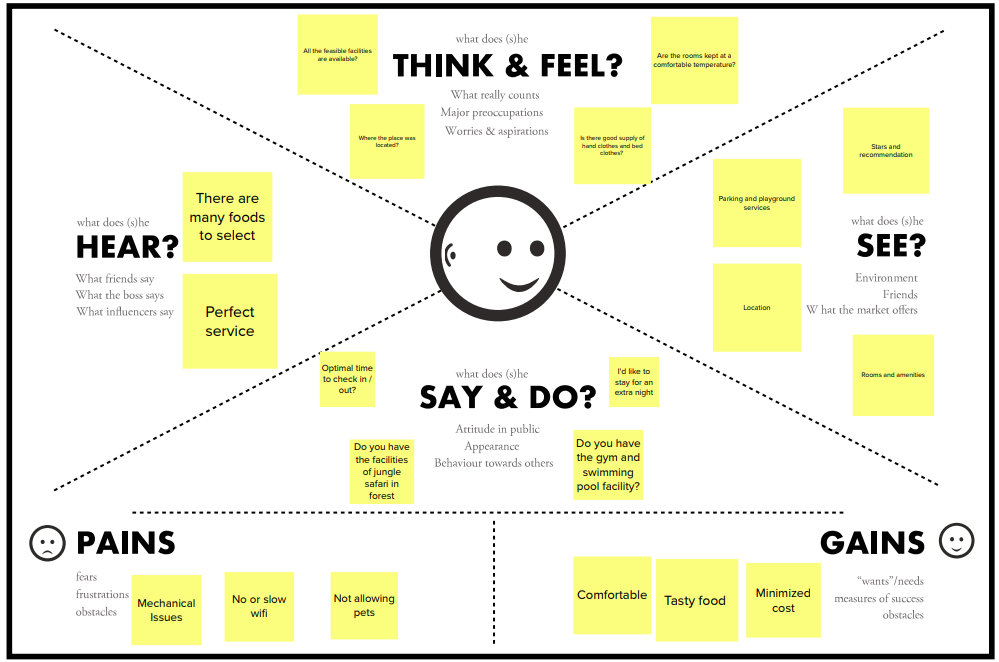 what does (s)he
THINK & FEEL?
What really counts
Major preoccupations
Worries & aspirations
All the feasible facilities
are available?
Where the place was
located?
Are the rooms kept at a
comfortable temperature?
Is there good supply of
hand clothes and bed
clothes?
what does (s)he
HEAR?
What friends say
What the boss says
What influencers say
There are
many foods
to select
Perfect
service
what does (s)he
SEE?
Environment
Friends
W hat the market offers
Stars and
recommendation
Parking and playground
services
Location
Rooms and amenities
what does (s)he
SAY & DO?
Attitude in public
Appearance
Behaviour towards others
Optimal time
to check in /
out?
I'd like to
stay for an
extra night
Do you have
the facilities
of jungle
safari in
forest
Do you have
the gym and
swimming
pool facility?
PAINS
fears
frustrations
obstacles
Mechanical
Issues
No or slow
wifi
Not allowing
pets
GAINS
"wants"/needs
measures of success
obstacles
Comfortable
Tasty food
Minimized
cost